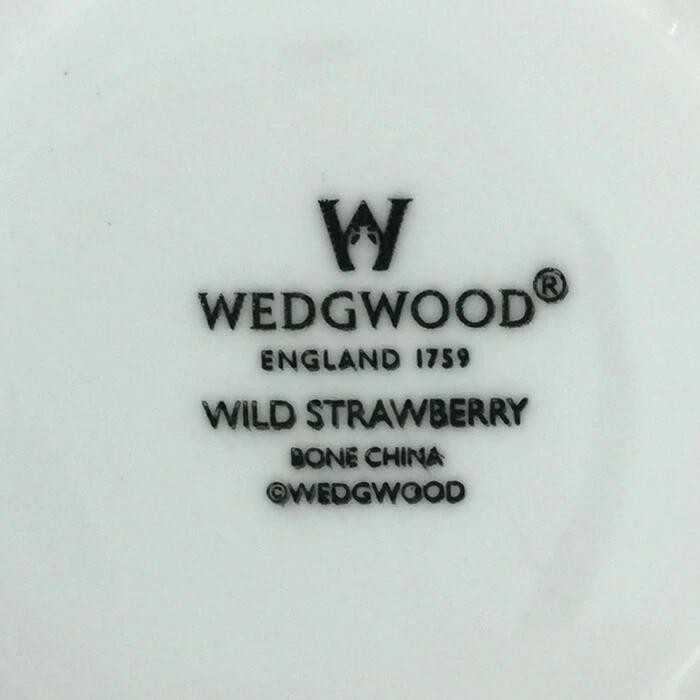 W
WEDGWOOD®
ENGLAND 1759
WILD STRAWBERRY
BONE CHINA
©WEDGWOOD